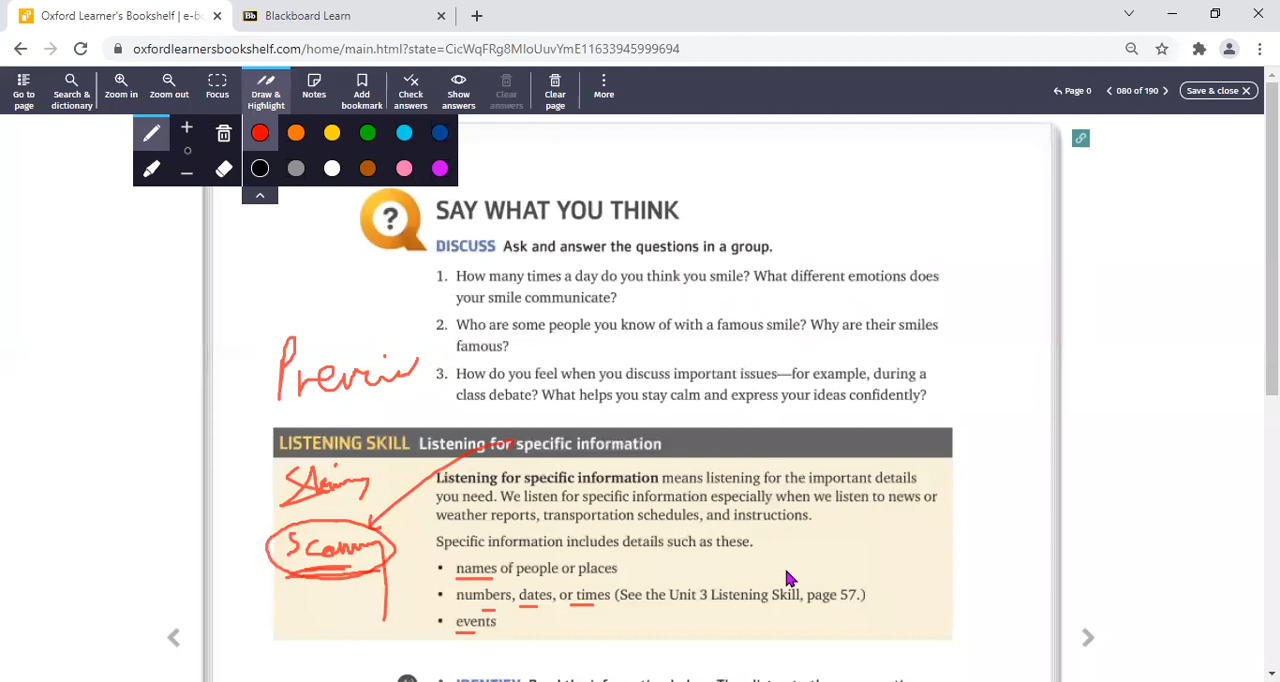 Oxford Learner's Bookshelf | e-bo
Bb Blackboard Learn
oxfordlearnersbookshelf.com/home/main.html?state=CicWqFRg8MloUuvYmE11633945999694
Go to page
Search & dictionary
Zoom in
Zoom out
Focus
Draw & Highlight
Notes
Add bookmark
Check answers
Show answers
Clear answers
Clear page
More
Page 0
080 of 190
Save & close
SAY WHAT YOU THINK
DISCUSS Ask and answer the questions in a group.
1. How many times a day do you think you smile? What different emotions does
your smile communicate?
2. Who are some people you know of with a famous smile? Why are their smiles
famous?
3. How do you feel when you discuss important issues—for example, during a
class debate? What helps you stay calm and express your ideas confidently?
LISTENING SKILL Listening for specific information
Listening for specific information means listening for the important details
you need. We listen for specific information especially when we listen to news or
weather reports, transportation schedules, and instructions.
Specific information includes details such as these.
• names of people or places
• numbers, dates, or times (See the Unit 3 Listening Skill, page 57.)
• events